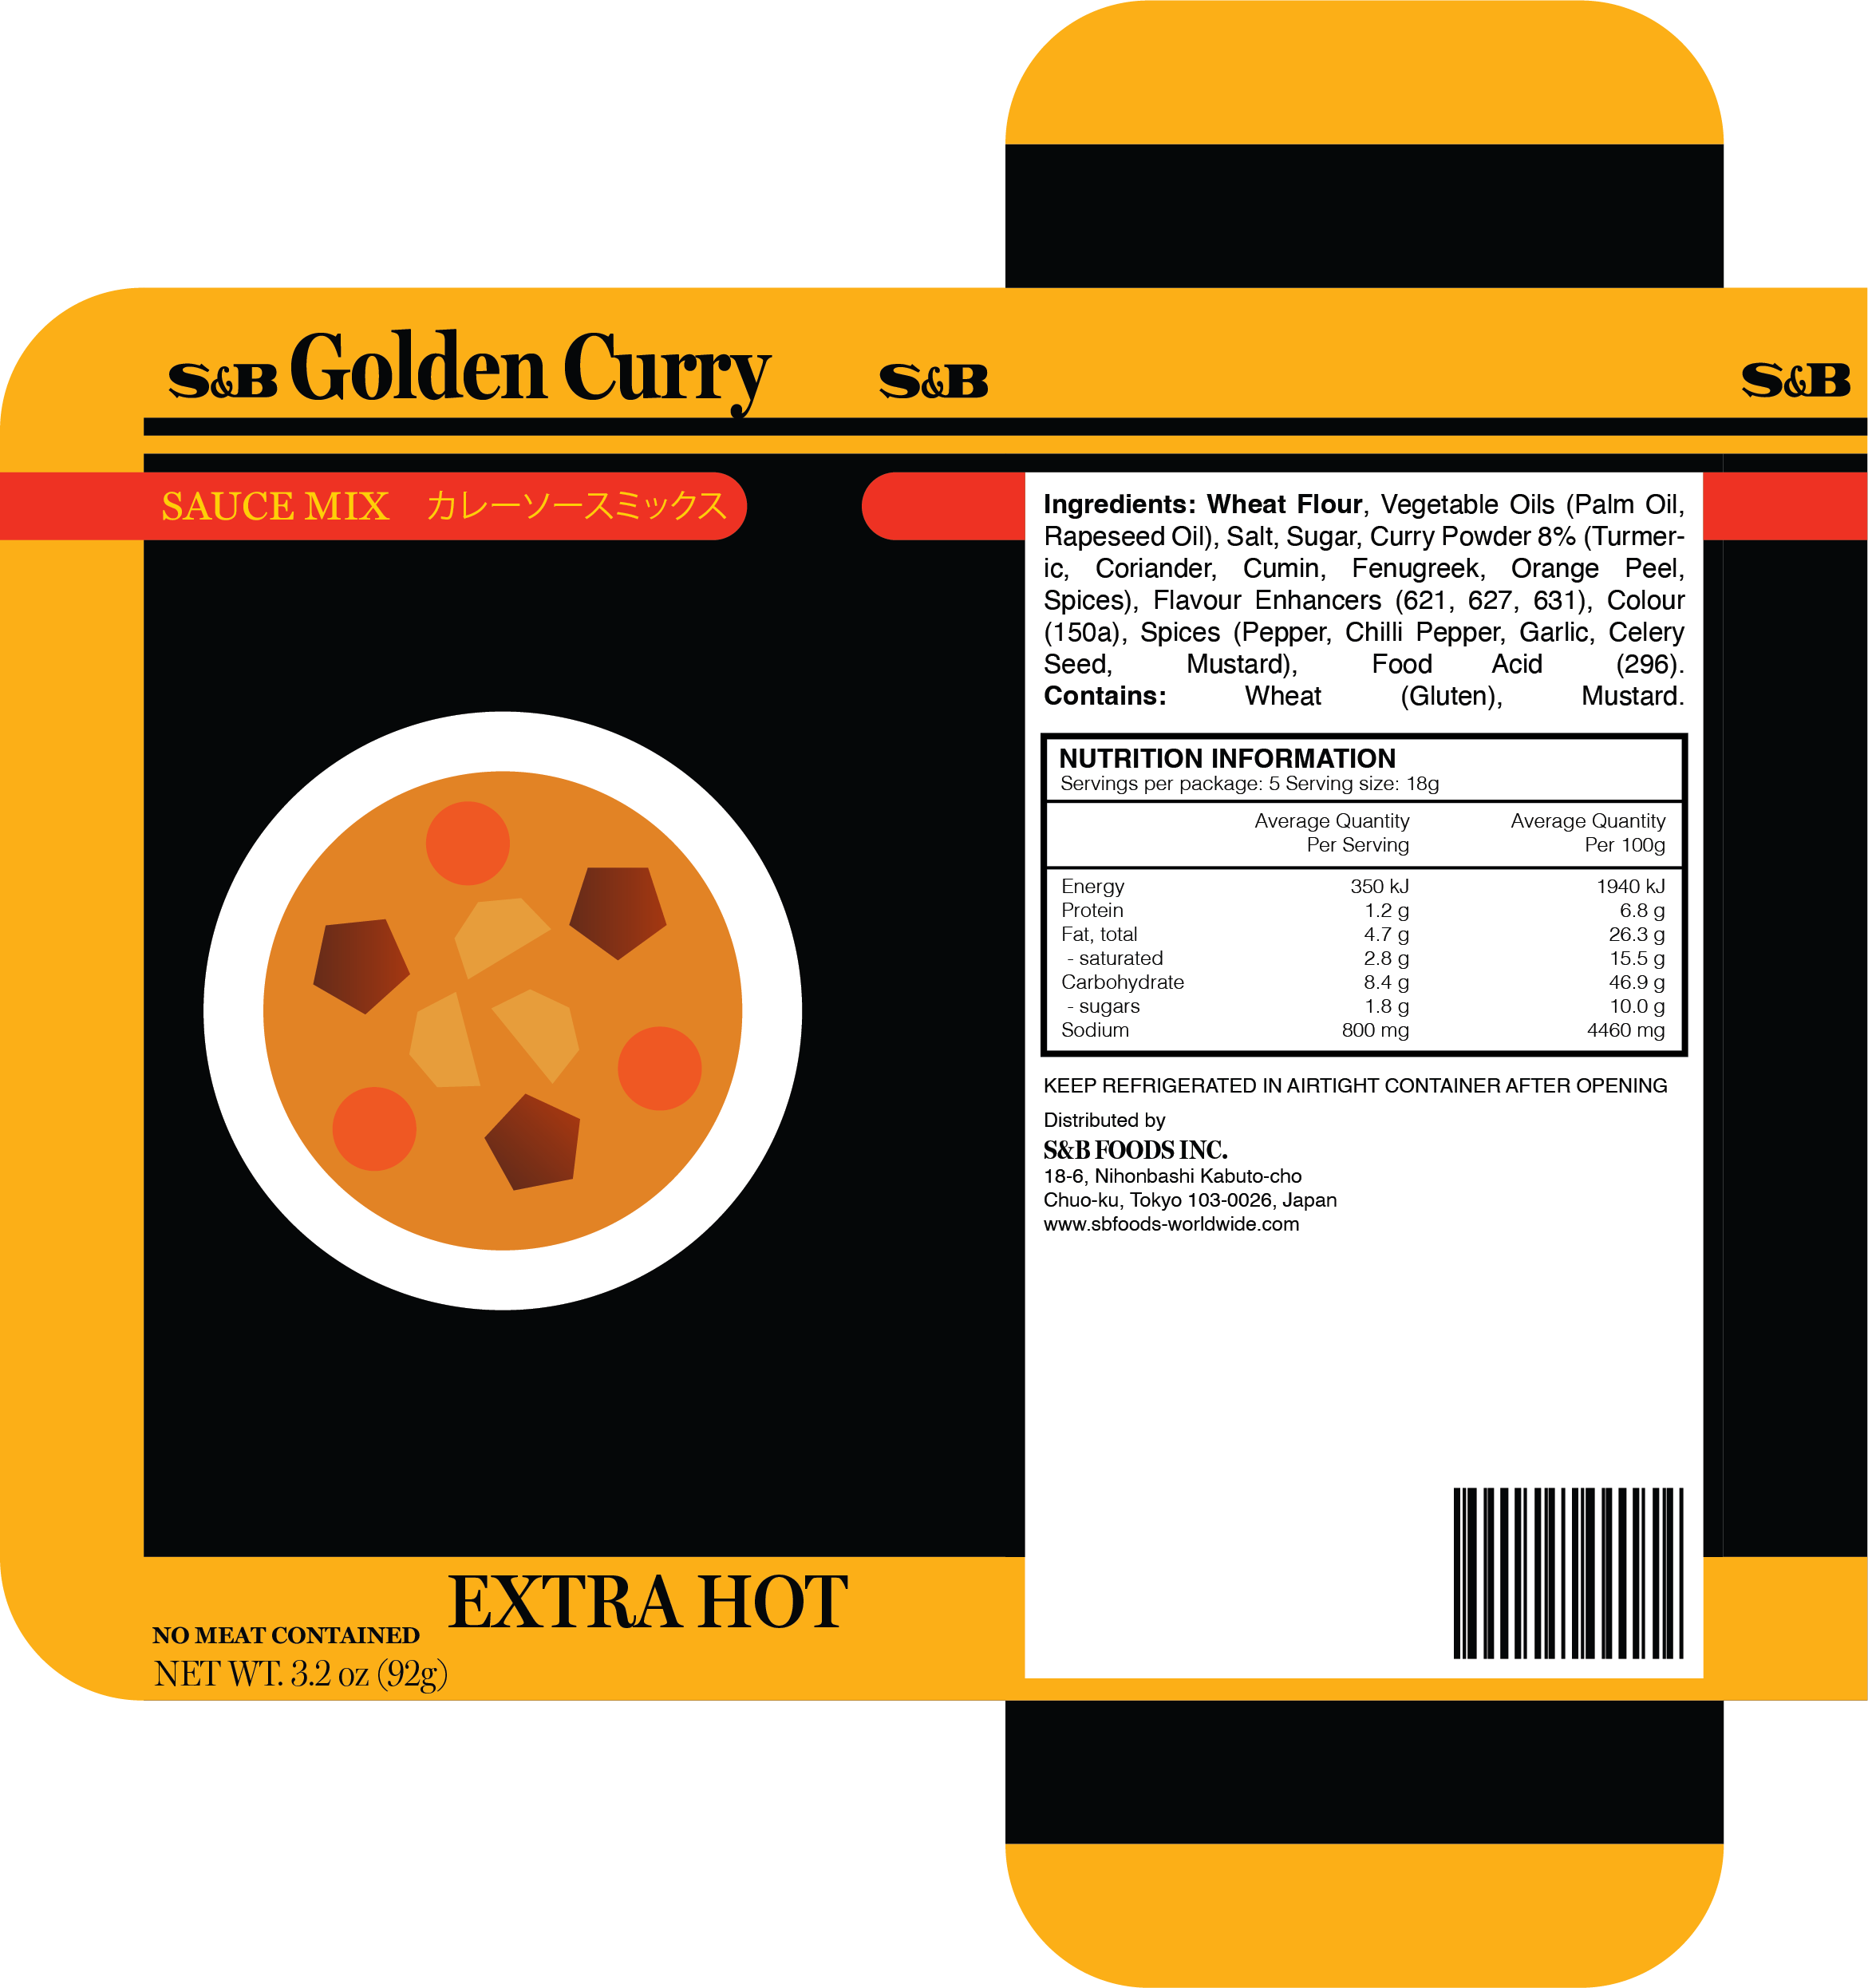 S&B Golden Curry
S&B
S&B
SAUCE MIX カレーソースミックス
Ingredients: Wheat Flour, Vegetable Oils (Palm Oil,
Rapeseed Oil), Salt, Sugar, Curry Powder 8% (Turmer-
ic, Coriander, Cumin, Fenugreek, Orange Peel,
Spices), Flavour Enhancers (621, 627, 631), Colour
(150a), Spices (Pepper, Chilli Pepper, Garlic, Celery
Seed, Mustard), Food Acid (296).
Contains: Wheat (Gluten), Mustard.
NUTRITION INFORMATION
Servings per package: 5 Serving size: 18g
Average Quantity Average Quantity
Per Serving Per 100g
Energy 350 kJ 1940 kJ
Protein 1.2 g 6.8 g
Fat, total 4.7 g 26.3 g
- saturated 2.8 g 15.5 g
Carbohydrate 8.4 g 46.9 g
- sugars 1.8 g 10.0 g
Sodium 800 mg 4460 mg
KEEP REFRIGERATED IN AIRTIGHT CONTAINER AFTER OPENING
Distributed by
S&B FOODS INC.
18-6, Nihonbashi Kabuto-cho
Chuo-ku, Tokyo 103-0026, Japan
www.sbfoods-worldwide.com
EXTRA HOT
NO MEAT CONTAINED
NET WT. 3.2 oz (92g)